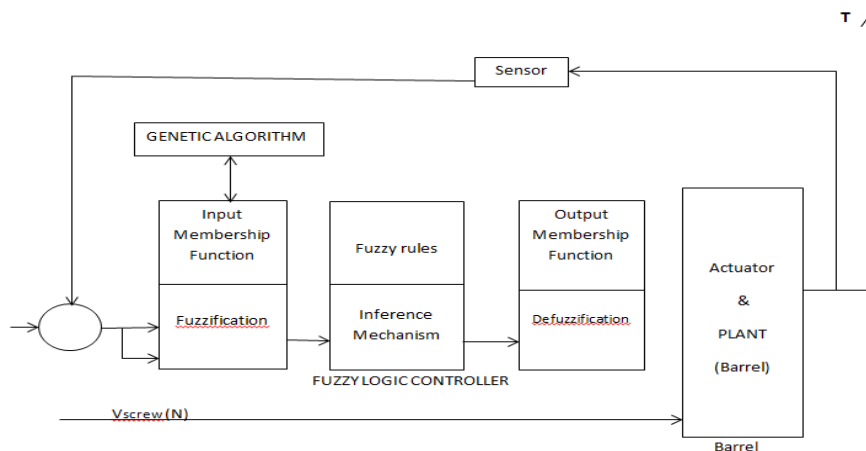 T
Sensor
GENETIC ALGORITHM
Input
Membership
Function
Fuzzification
Fuzzy rules
Inference
Mechanism
Output
Membership
Function
Defuzzification
FUZZY LOGIC CONTROLLER
Actuator
&
PLANT
(Barrel)
Vscrew (N)
Barrel